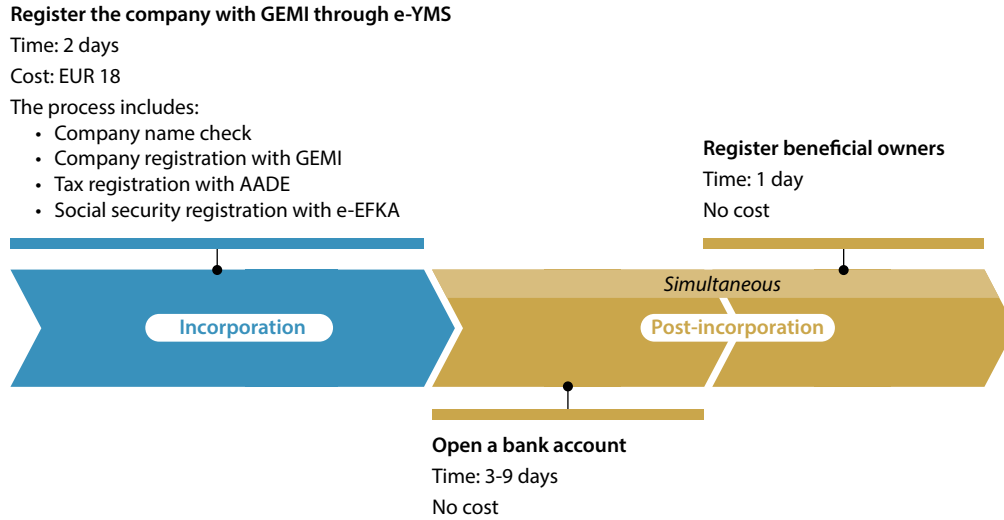 Register the company with GEMI through e-YMS
Time: 2 days
Cost: EUR 18
The process includes:
• Company name check
• Company registration with GEMI
• Tax registration with AADE
• Social security registration with e-EFKA
Register beneficial owners
Time: 1 day
No cost
Simultaneous
Incorporation
Post-incorporation
Open a bank account
Time: 3-9 days
No cost